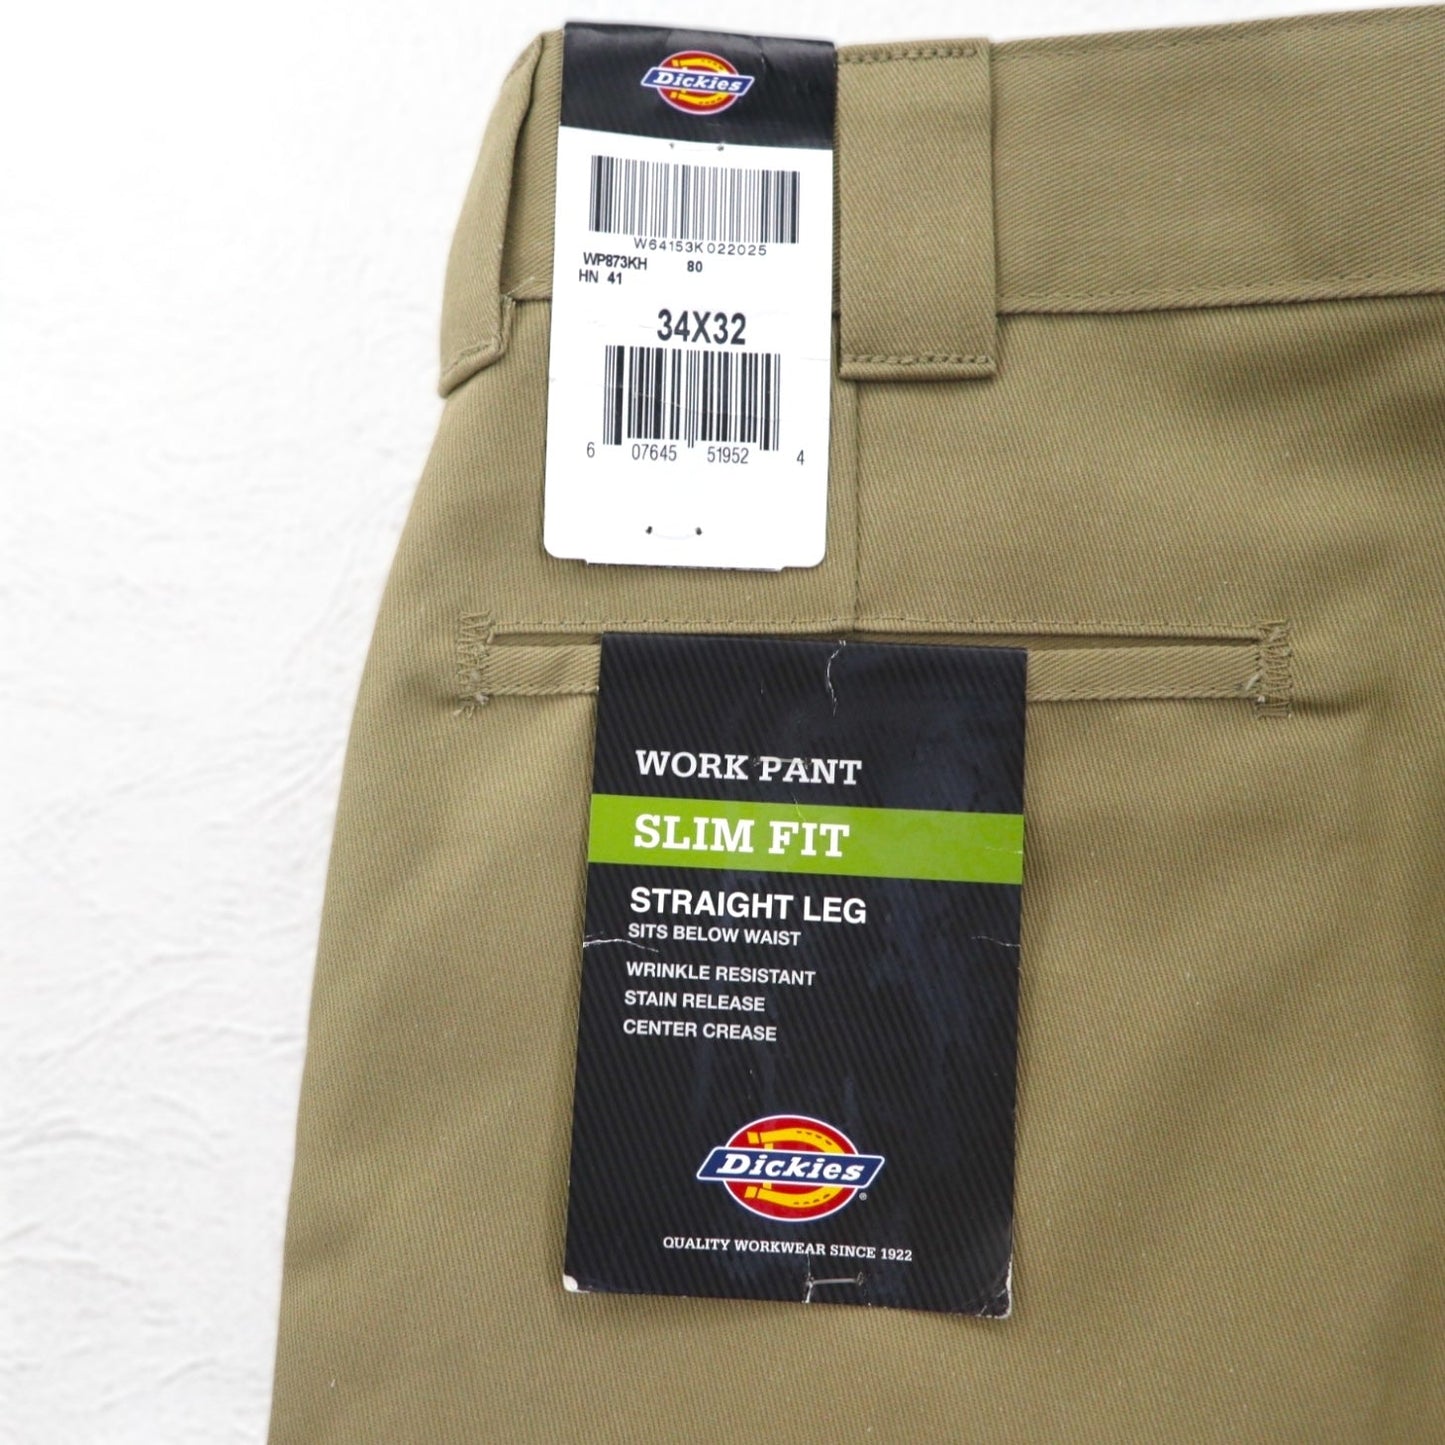 Dickies
W64153K022025
WP873KH 80
HN 41
34X32
6 07645 51952 4
WORK PANT
SLIM FIT
STRAIGHT LEG
SITS BELOW WAIST
WRINKLE RESISTANT
STAIN RELEASE
CENTER CREASE
Dickies®
QUALITY WORKWEAR SINCE 1922